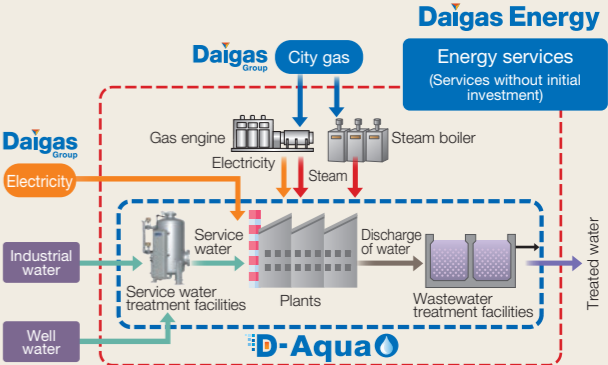 Daigas Energy
Daigas
Group
City gas
Energy services
(Services without initial
investment)
Gas engine
Steam boiler
Daigas
Group
Electricity
Steam
Electricity
Service
water
Discharge
of water
Industrial
water
Service water
treatment facilities
Plants
Wastewater
treatment facilities
Treated water
Well
water
D-Aqua